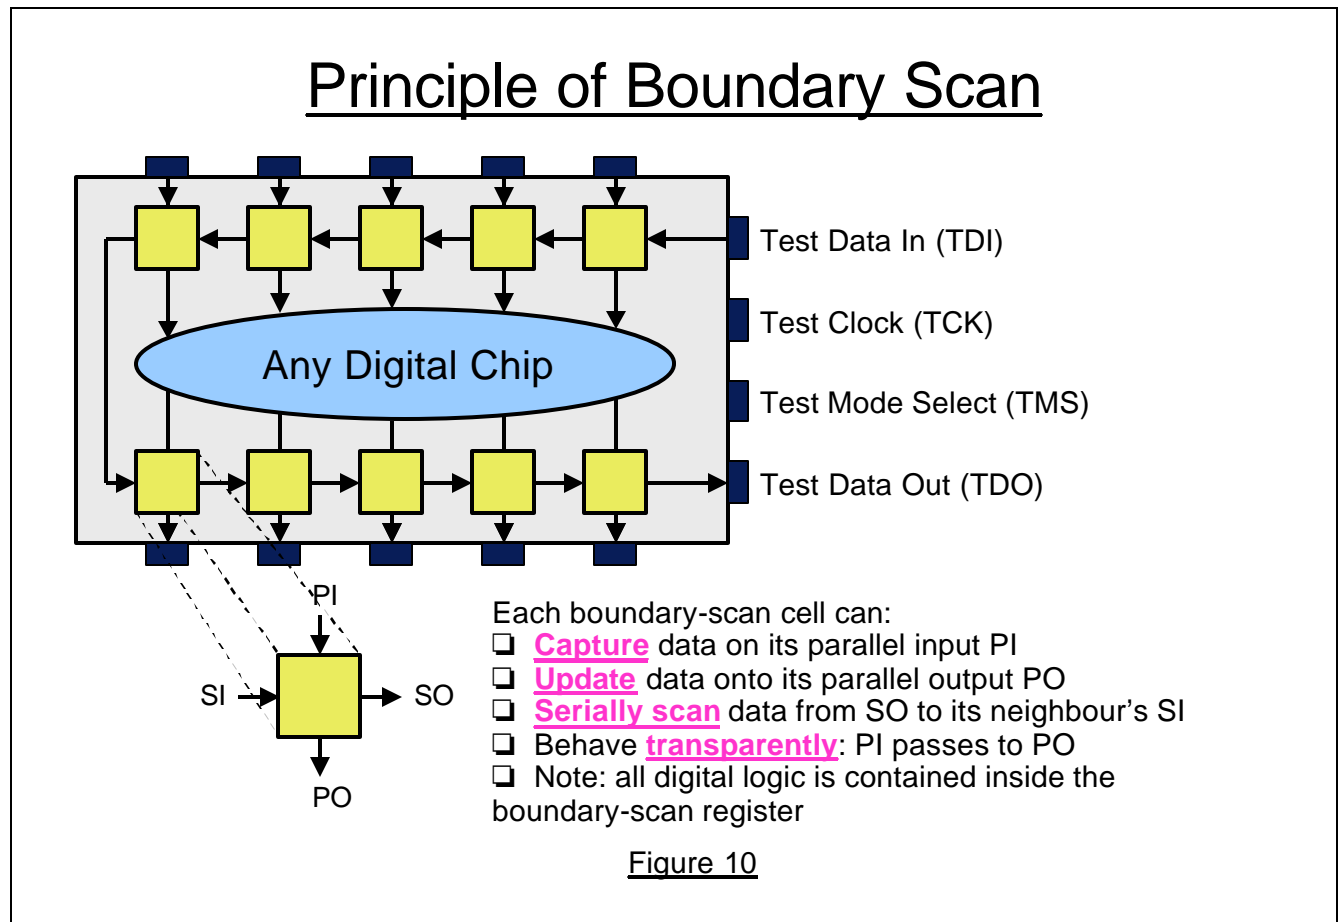 Principle of Boundary Scan
Test Data In (TDI)
Test Clock (TCK)
Any Digital Chip
Test Mode Select (TMS)
Test Data Out (TDO)
PI
SI
SO
PO
Each boundary-scan cell can:
❑ Capture data on its parallel input PI
❑ Update data onto its parallel output PO
❑ Serially scan data from SO to its neighbour's SI
❑ Behave transparently: PI passes to PO
❑ Note: all digital logic is contained inside the
boundary-scan register
Figure 10